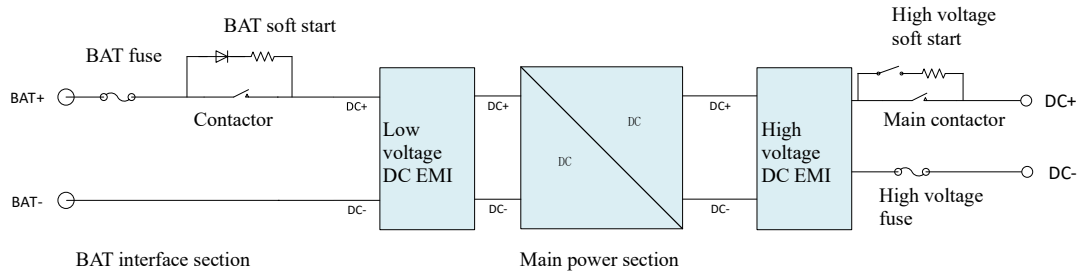 High voltage
soft start
BAT soft start
BAT fuse
BAT+
DC+
DC+
DC+
DC+
Contactor
Main contactor
Low
voltage
DC EMI
DC
DC
High
voltage
DC EMI
DC-
High voltage
fuse
BAT-
DC-
DC-
DC-
BAT interface section
Main power section